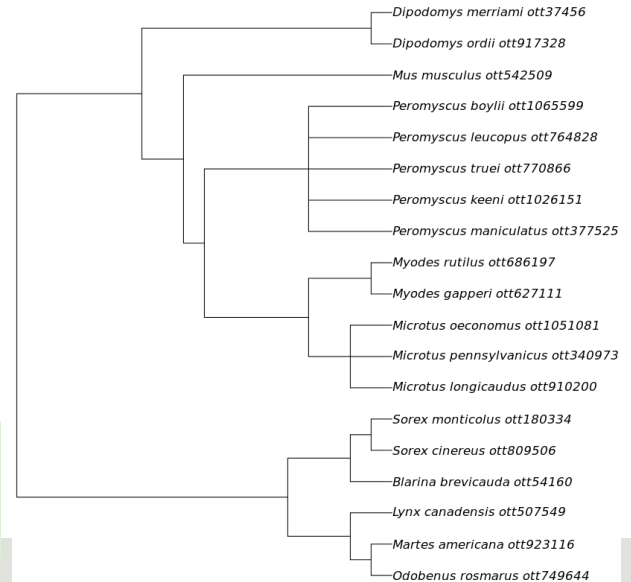 Dipodomys merriami ott37456
Dipodomys ordii ott917328
Mus musculus ott542509
Peromyscus boylii ott1065599
Peromyscus leucopus ott764828
Peromyscus truei ott770866
Peromyscus keeni ott1026151
Peromyscus maniculatus ott377525
Myodes rutilus ott686197
Myodes gapperi ott627111
Microtus oeconomus ott1051081
Microtus pennsylvanicus ott340973
Microtus longicaudus ott910200
Sorex monticolus ott180334
Sorex cinereus ott809506
Blarina brevicauda ott54160
Lynx canadensis ott507549
Martes americana ott923116
Odobenus rosmarus ott749644